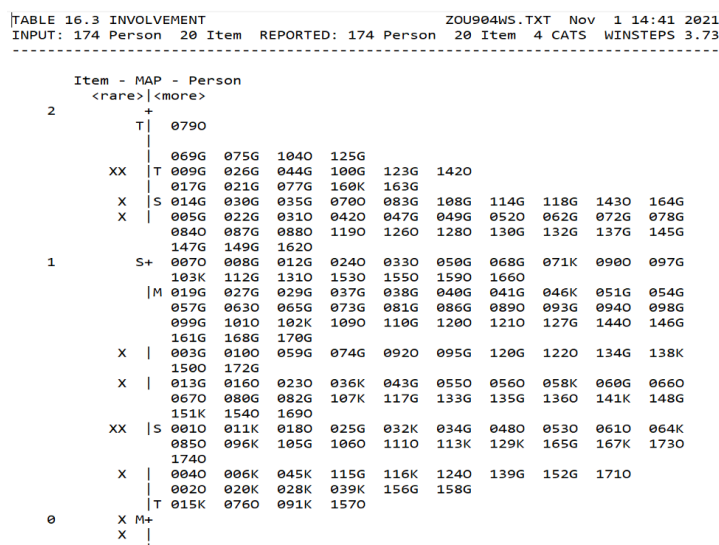 TABLE 16.3 INVOLVEMENT ZOU904WS.TXT Nov 1 14:41 2021
INPUT: 174 Person 20 Item REPORTED: 174 Person 20 Item 4 CATS WINSTEPS 3.73
--------------------------------------------------------------------------------
Item - MAP - Person
<rare>|<more>
2 +
T| 079O
|
| 069G 075G 104O 125G
XX |T 009G 026G 044G 100G 123G 142O
| 017G 021G 077G 160K 163G
X |S 014G 030G 035G 070O 083G 108G 114G 118G 143O 164G
X | 005G 022G 031O 042O 047G 049G 052O 062G 072G 078G
084O 087G 088O 119O 126O 128O 130G 132G 137G 145G
147G 149G 162O
1 S+ 007O 008G 012G 024O 033O 050G 068G 071K 090O 097G
103K 112G 131O 153O 155O 159O 166O
|M 019G 027G 029G 037G 038G 040G 041G 046K 051G 054G
057G 063O 065G 073G 081G 086G 089O 093G 094O 098G
099G 101O 102K 109O 110G 120O 121O 127G 144O 146G
161G 168G 170G
X | 003G 010O 059G 074G 092O 095G 120G 122O 134G 138K
150O 172G
X | 013G 016O 023O 036K 043G 055O 056O 058K 060G 066O
067O 080G 082G 107K 117G 133G 135G 136O 141K 148G
151K 154O 169O
XX |S 001O 011K 018O 025G 032K 034G 048O 053O 061O 064K
085O 096K 105G 106O 111O 113K 129K 165G 167K 173O
174O
X | 004O 006K 045K 115G 116K 124O 139G 152G 171O
| 002O 020K 028K 039K 156G 158G
|T 015K 076O 091K 157O
0 X M+
X |